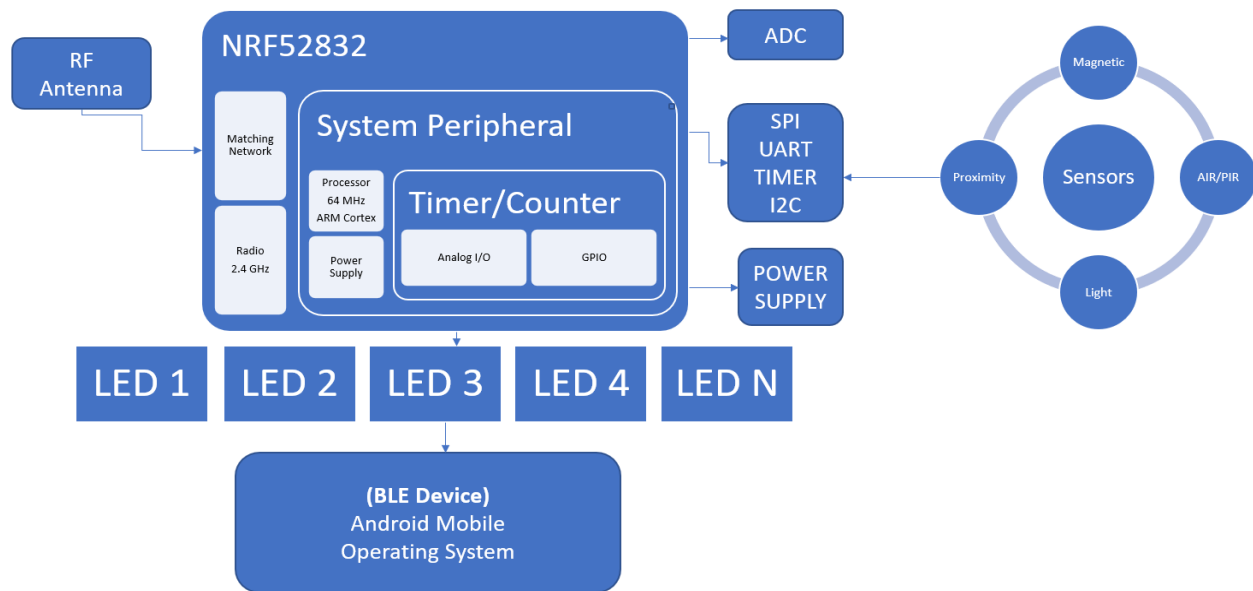 RF
Antenna
NRF52832
Matching
Network
Radio
2.4 GHz
System Peripheral
Processor
64 MHz
ARM Cortex
Power
Supply
Timer/Counter
Analog I/O
GPIO
ADC
SPI
UART
TIMER
I2C
POWER
SUPPLY
Magnetic
Proximity
Sensors
AIR/PIR
Light
LED 1
LED 2
LED 3
LED 4
LED N
(BLE Device)
Android Mobile
Operating System